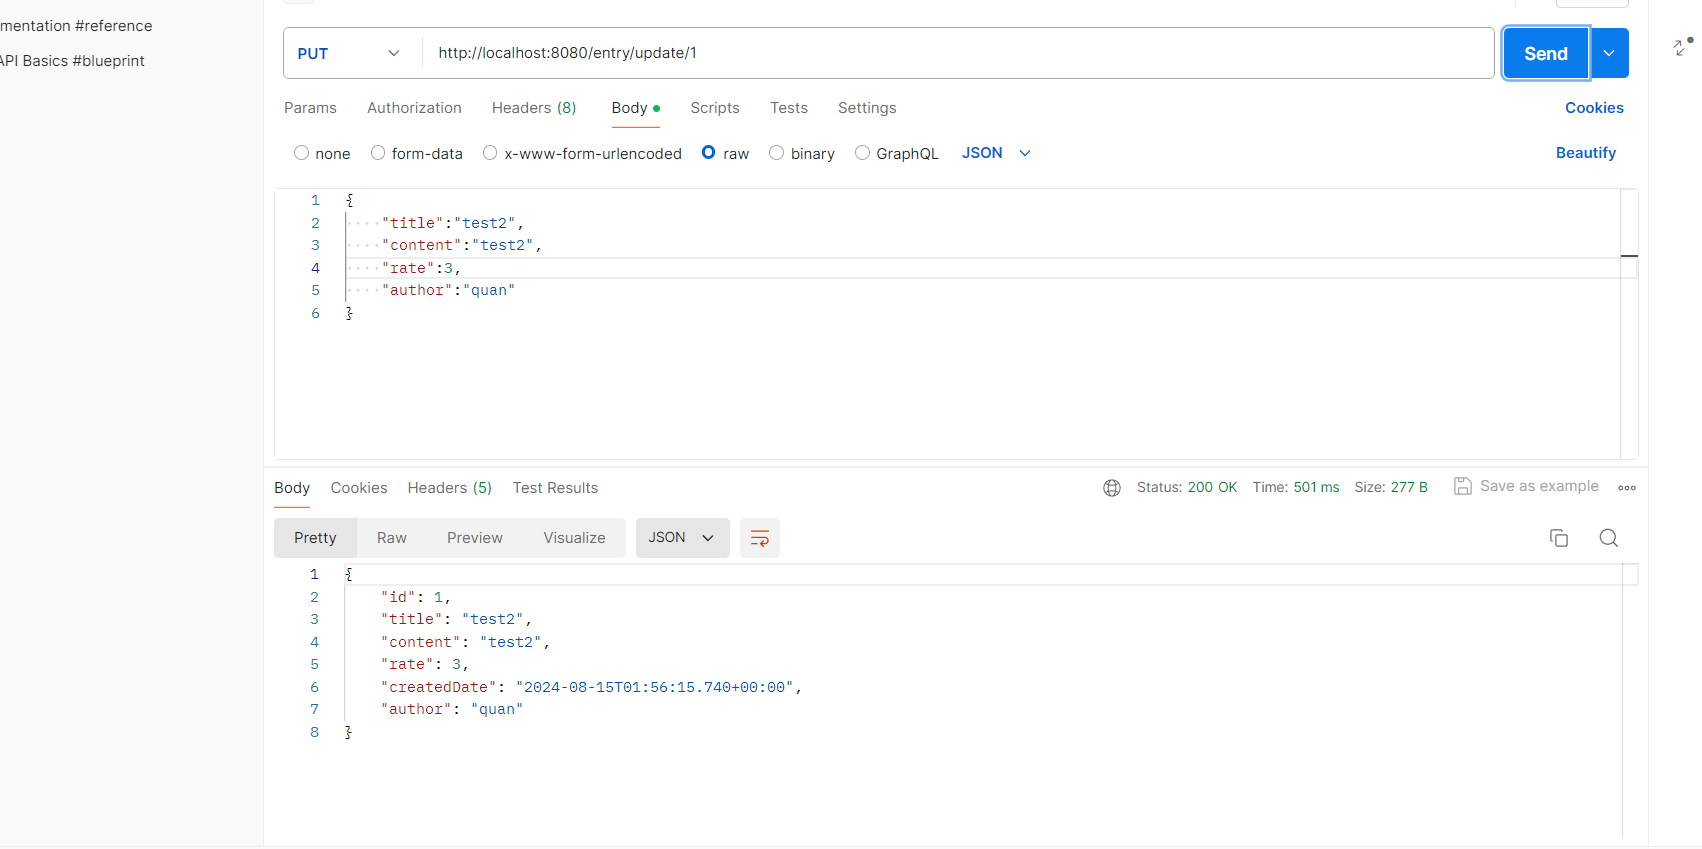 mentation #reference
API Basics #blueprint
PUT http://localhost:8080/entry/update/1 Send
Params Authorization Headers (8) Body Scripts Tests Settings Cookies
none form-data x-www-form-urlencoded raw binary GraphQL JSON Beautify
1 {
2 ····"title":"test2",
3 ····"content":"test2",
4 ····"rate":3,
5 ····"author":"quan"
6 }
Body Cookies Headers (5) Test Results Status: 200 OK Time: 501 ms Size: 277 B Save as example
Pretty Raw Preview Visualize JSON
1 {
2 "id": 1,
3 "title": "test2",
4 "content": "test2",
5 "rate": 3,
6 "createdDate": "2024-08-15T01:56:15.740+00:00",
7 "author": "quan"
8 }